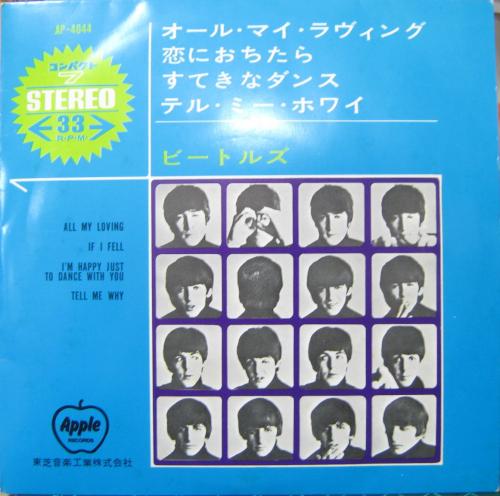 AP-4044
コンパクト
7
STEREO
33
R.P.M.
オール・マイ・ラヴィング
恋におちたら
すてきなダンス
テル・ミー・ホワイ
ビートルズ
ALL MY LOVING
IF I FELL
I'M HAPPY JUST
TO DANCE WITH YOU
TELL ME WHY
Apple
RECORDS
東芝音楽工業株式会社